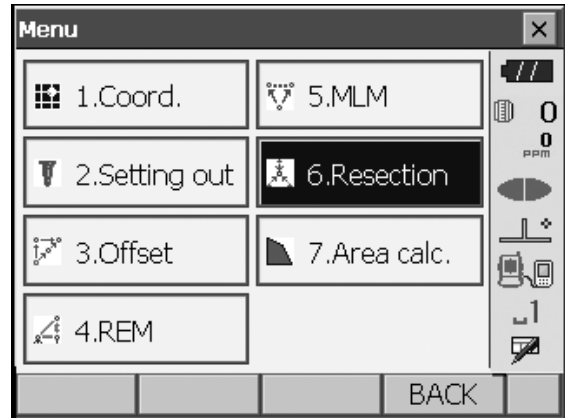 Menu
1.Coord.
5.MLM
0
0
PPM
2.Setting out
6.Resection
3.Offset
7.Area calc.
4.REM
1
BACK